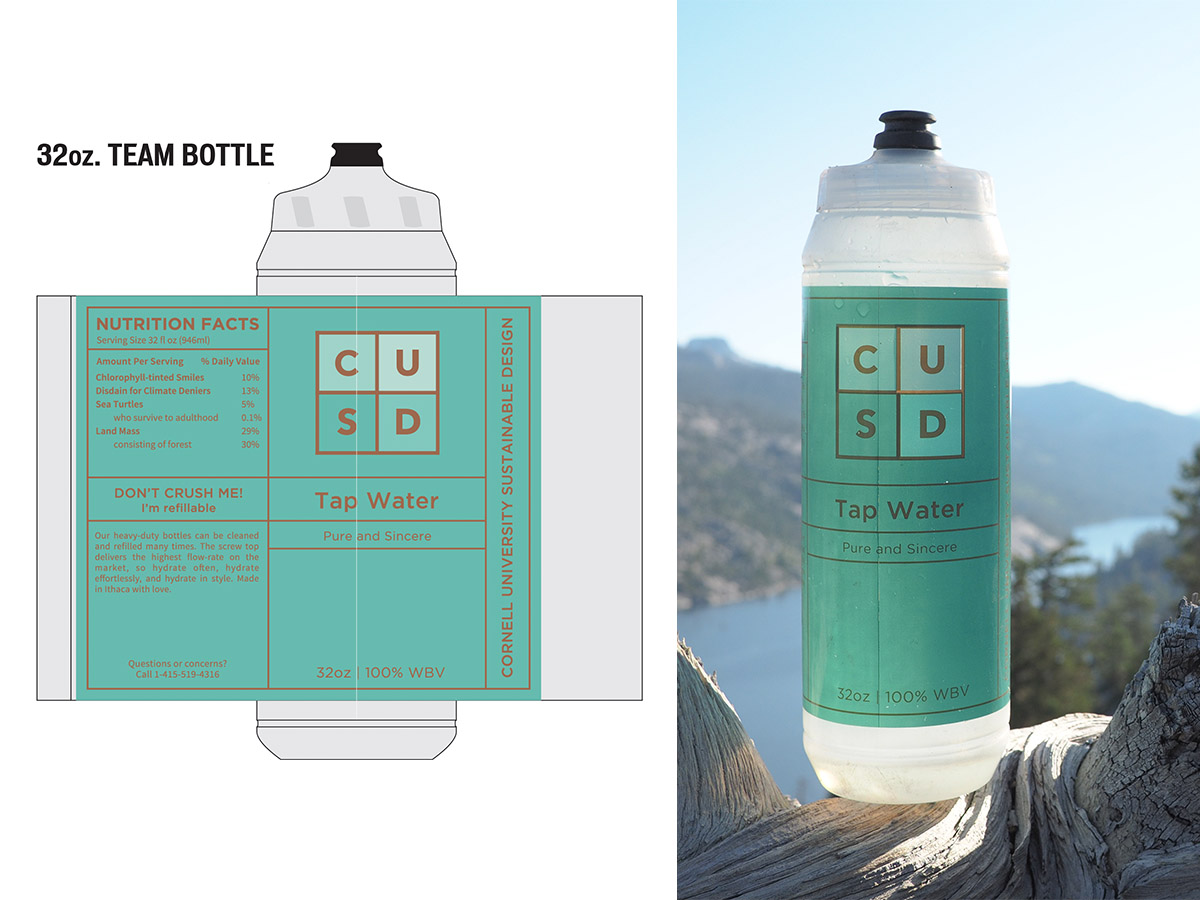 32oz. TEAM BOTTLE
NUTRITION FACTS
Serving Size 32 fl oz (946ml)
Amount Per Serving % Daily Value
Chlorophyll-tinted Smiles 10%
Disdain for Climate Deniers 13%
Sea Turtles 5%
who survive to adulthood 0.1%
Land Mass 29%
consisting of forest 30%
DON'T CRUSH ME!
I'm refillable
Our heavy-duty bottles can be cleaned
and refilled many times. The screw top
delivers the highest flow-rate on the
market, so hydrate often, hydrate
effortlessly, and hydrate in style. Made
in Ithaca with love.
Questions or concerns?
Call 1-415-519-4316
C U
S D
Tap Water
Pure and Sincere
32oz | 100% WBV
CORNELL UNIVERSITY SUSTAINABLE DESIGN
C U
S D
Tap Water
Pure and Sincere
32oz | 100% WBV